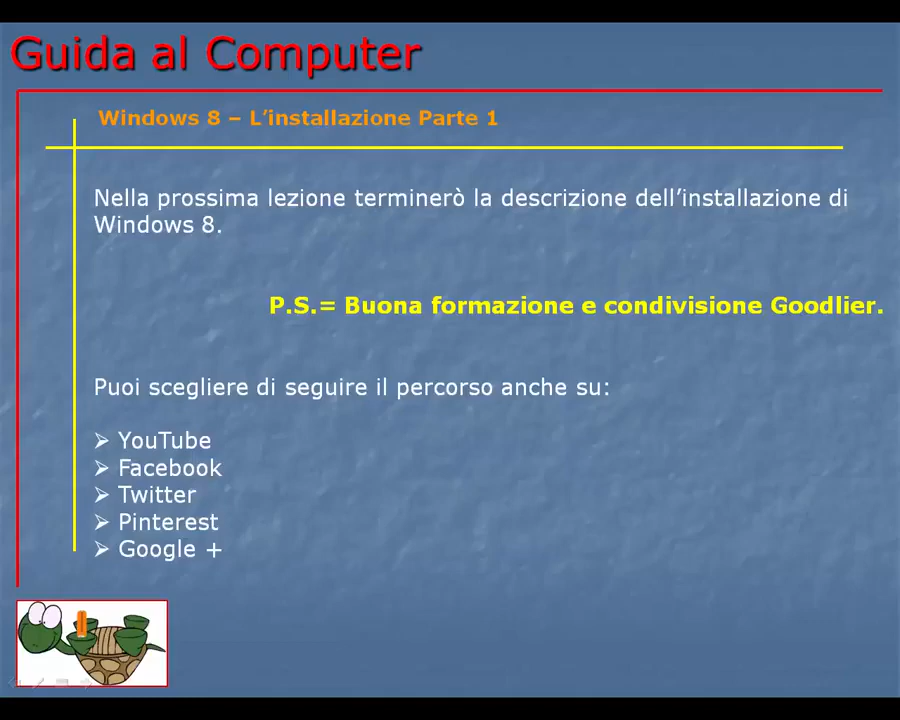 Guida al Computer
Windows 8 – L’installazione Parte 1
Nella prossima lezione terminerò la descrizione dell’installazione di
Windows 8.
P.S.= Buona formazione e condivisione Goodlier.
Puoi scegliere di seguire il percorso anche su:
➢ YouTube
➢ Facebook
➢ Twitter
➢ Pinterest
➢ Google +